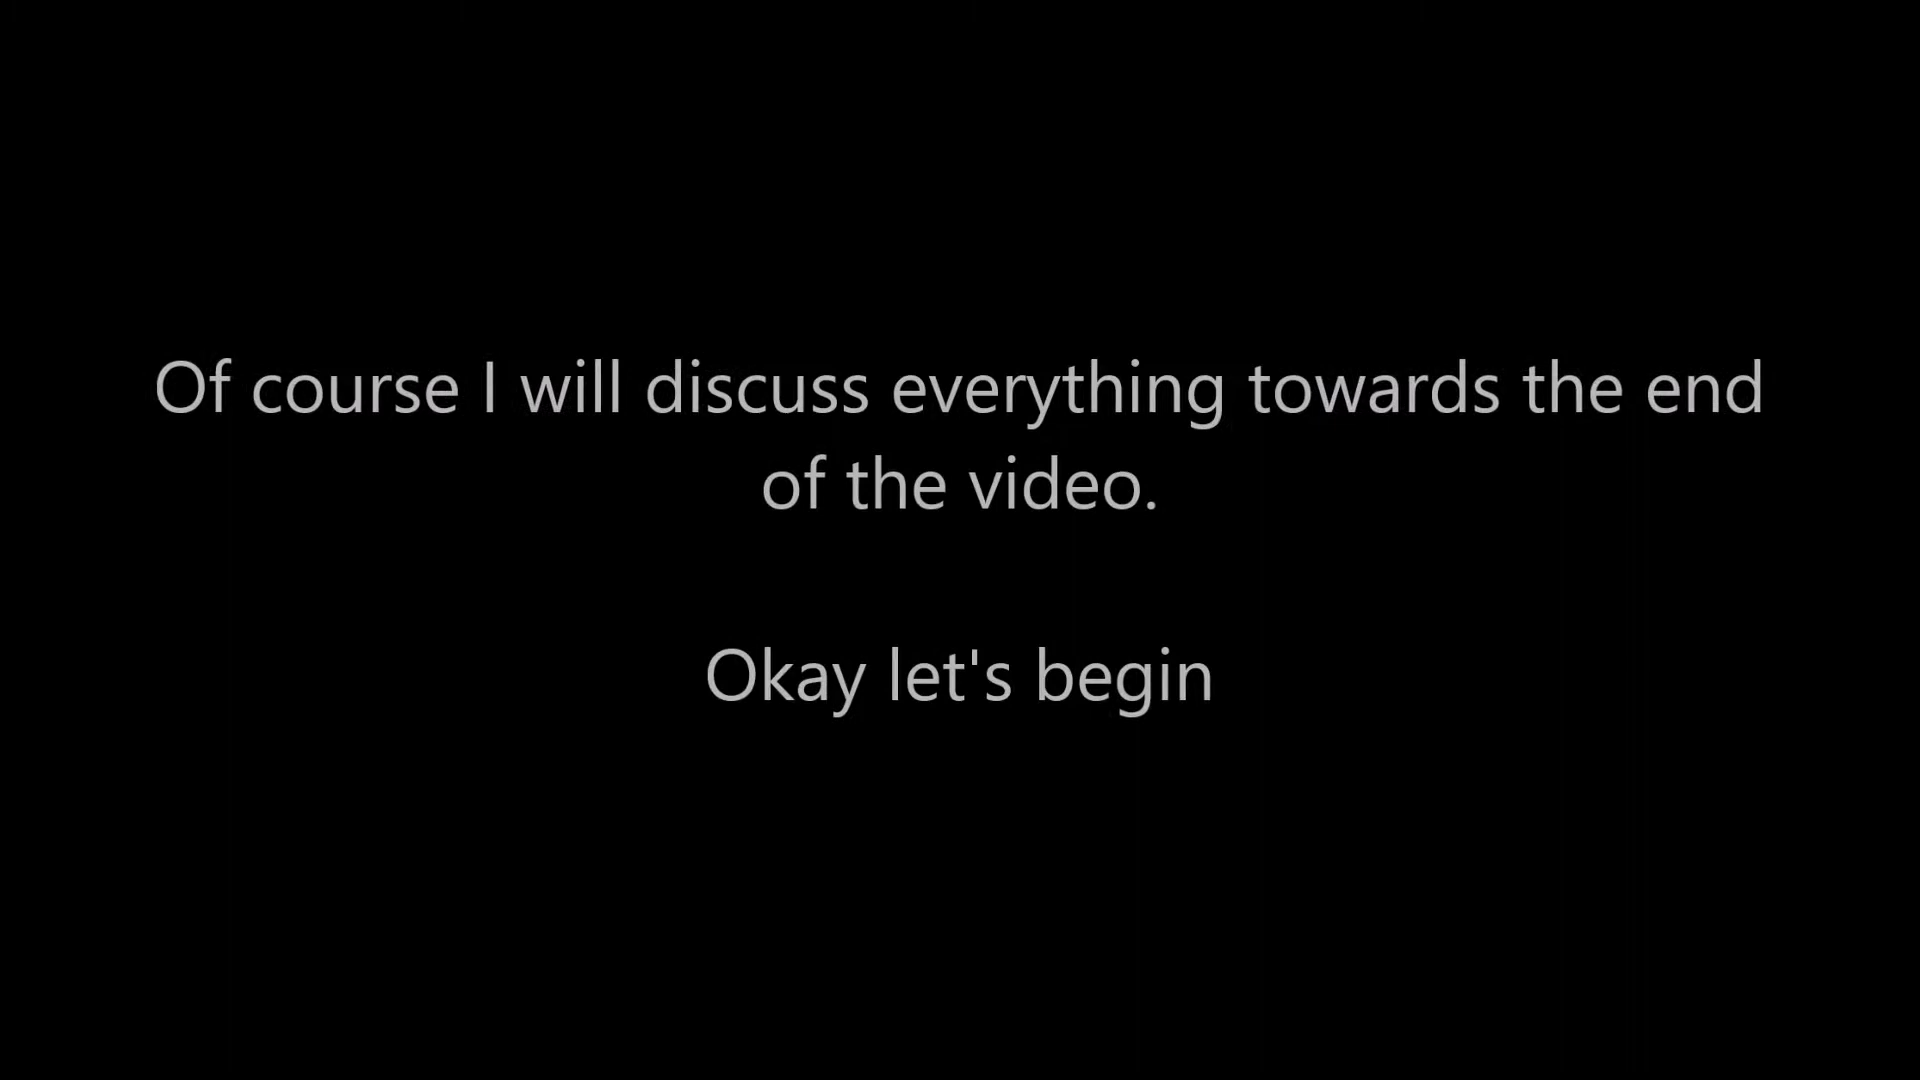 Of course I will discuss everything towards the end
of the video.
Okay let's begin